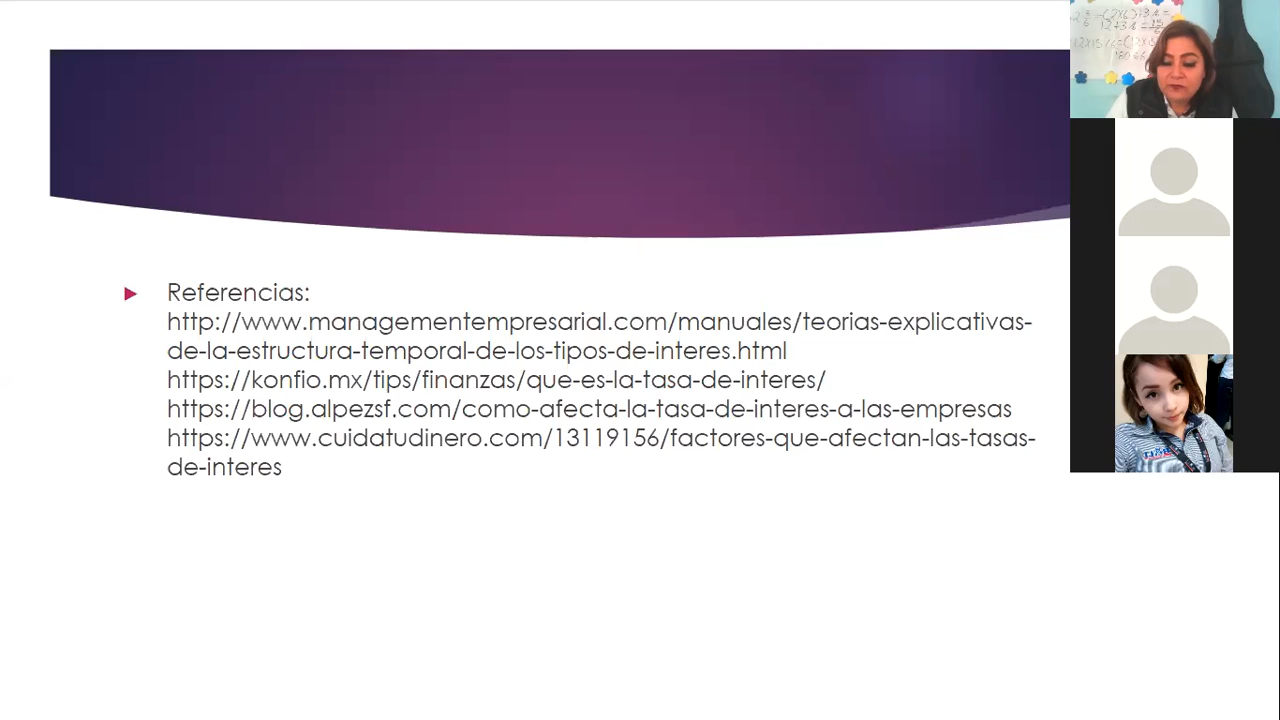 Referencias:
http://www.managementempresarial.com/manuales/teorias-explicativas-
de-la-estructura-temporal-de-los-tipos-de-interes.html
https://konfio.mx/tips/finanzas/que-es-la-tasa-de-interes/
https://blog.alpezsf.com/como-afecta-la-tasa-de-interes-a-las-empresas
https://www.cuidatudinero.com/13119156/factores-que-afectan-las-tasas-
de-interes